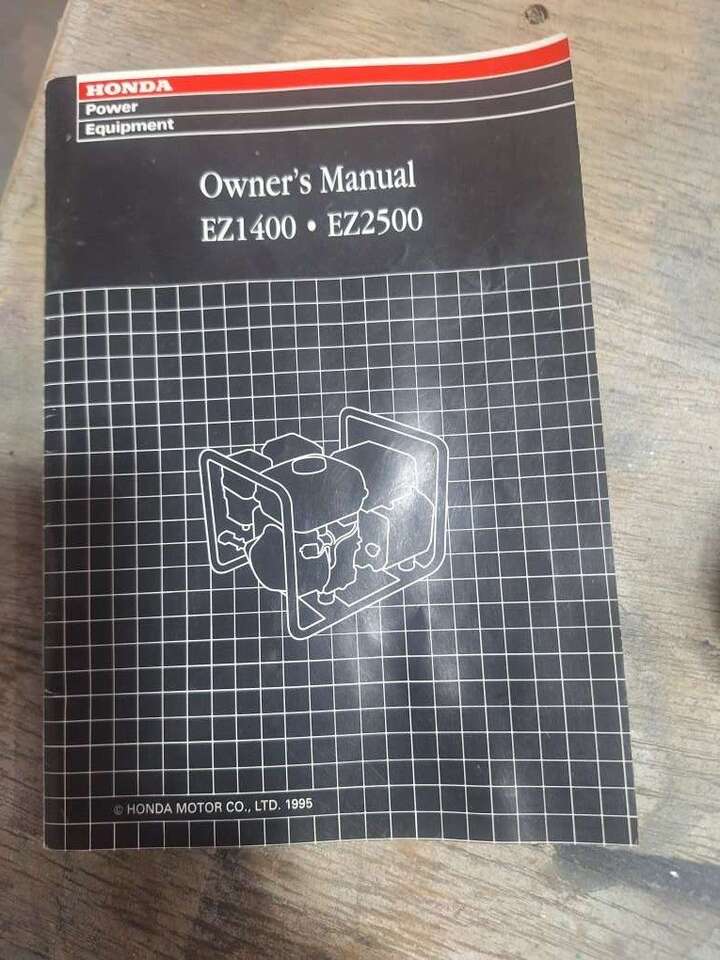 HONDA
Power
Equipment
Owner's Manual
EZ1400 • EZ2500
© HONDA MOTOR CO., LTD. 1995